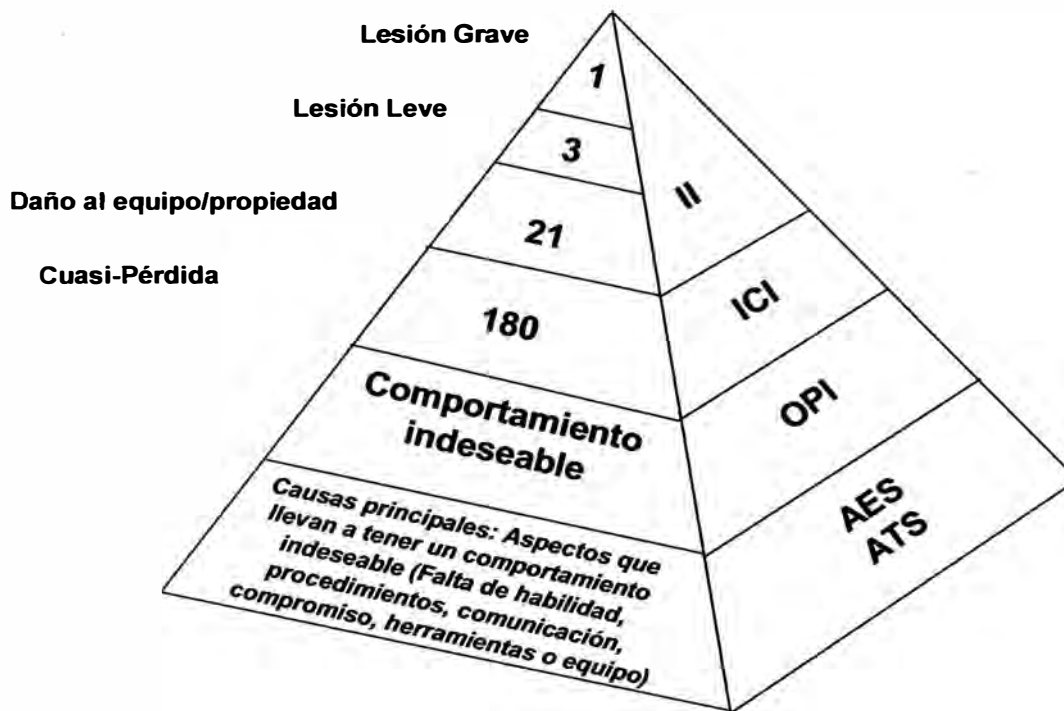 Lesión Grave
1
Lesión Leve
3
II
Daño al equipo/propiedad
21
Cuasi-Pérdida
ICI
180
Comportamiento
indeseable
OPI
Causas principales: Aspectos que
llevan a tener un comportamiento
indeseable (Falta de habilidad,
procedimientos, comunicación,
compromiso, herramientas o equipo)
AES
ATS